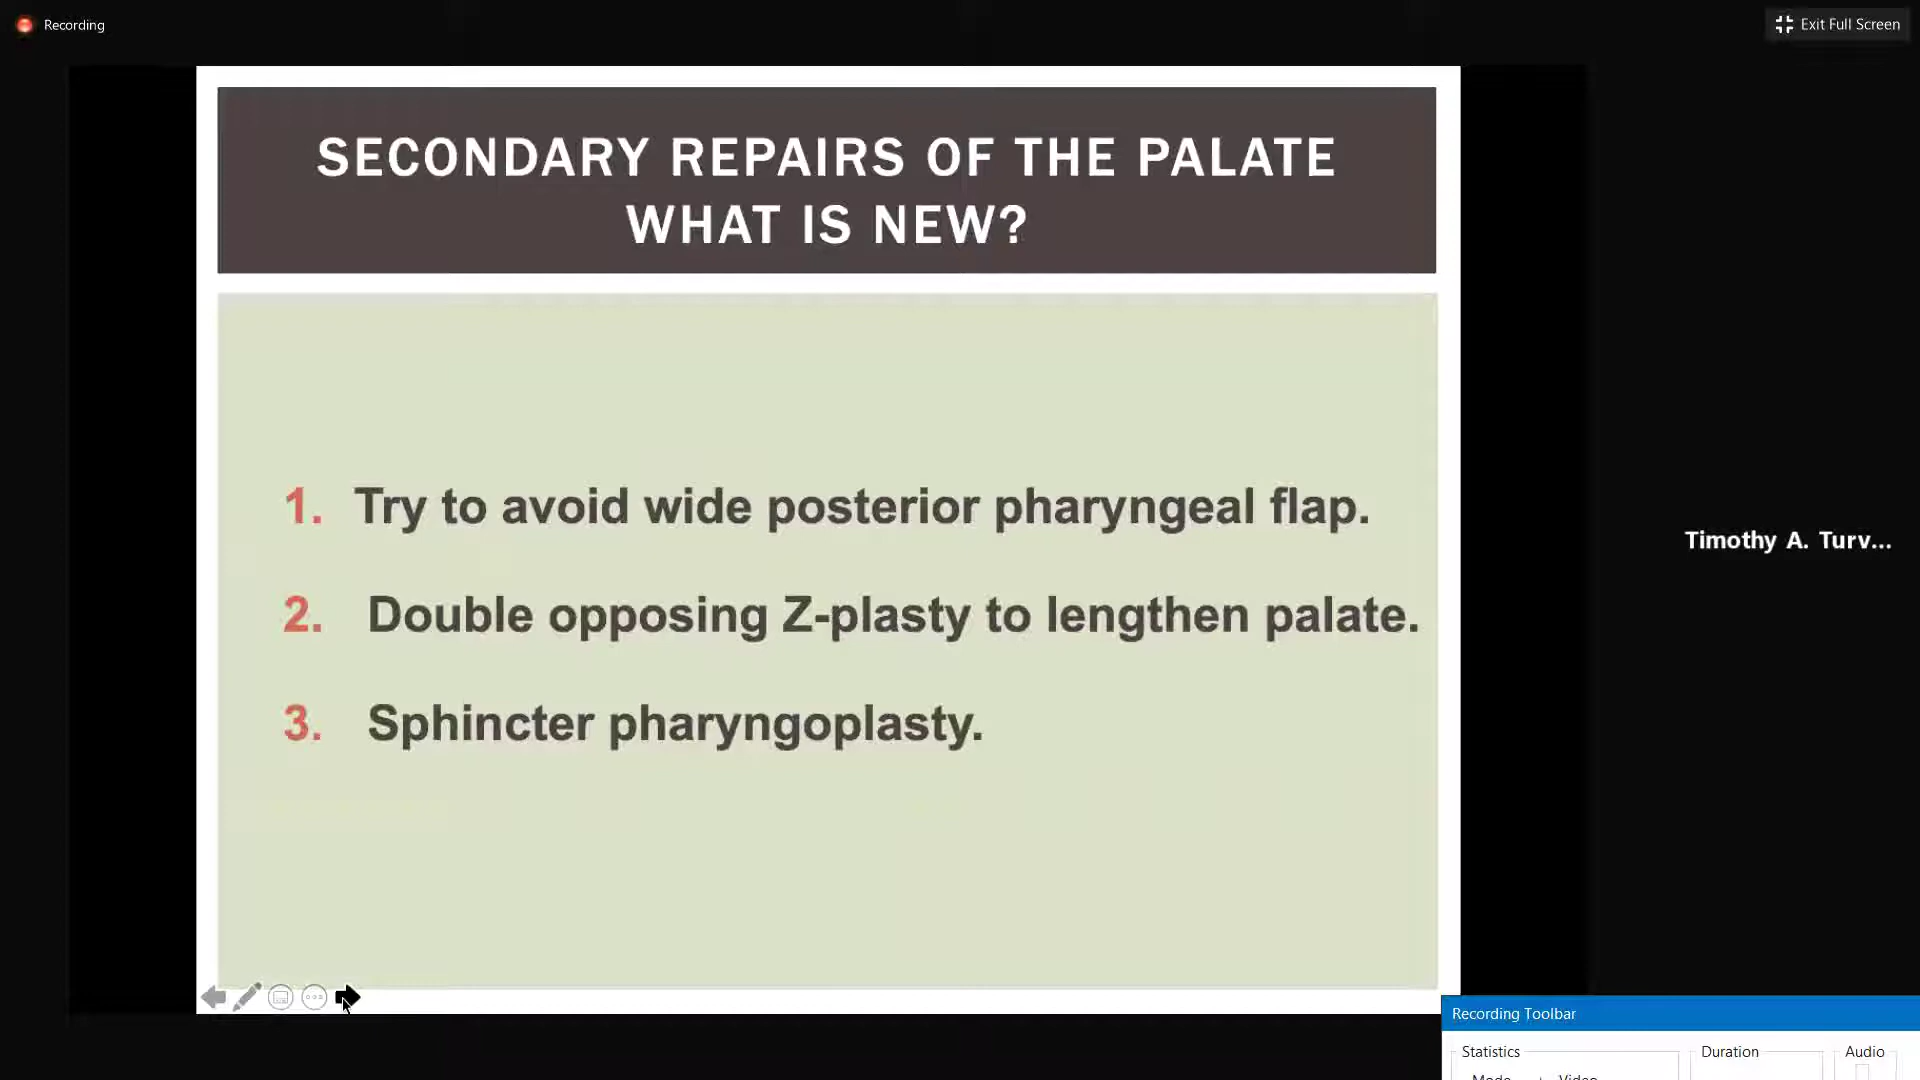 Recording
Exit Full Screen
SECONDARY REPAIRS OF THE PALATE
WHAT IS NEW?
1. Try to avoid wide posterior pharyngeal flap.
2. Double opposing Z-plasty to lengthen palate.
3. Sphincter pharyngoplasty.
Timothy A. Turv...
Recording Toolbar
Statistics Duration Audio